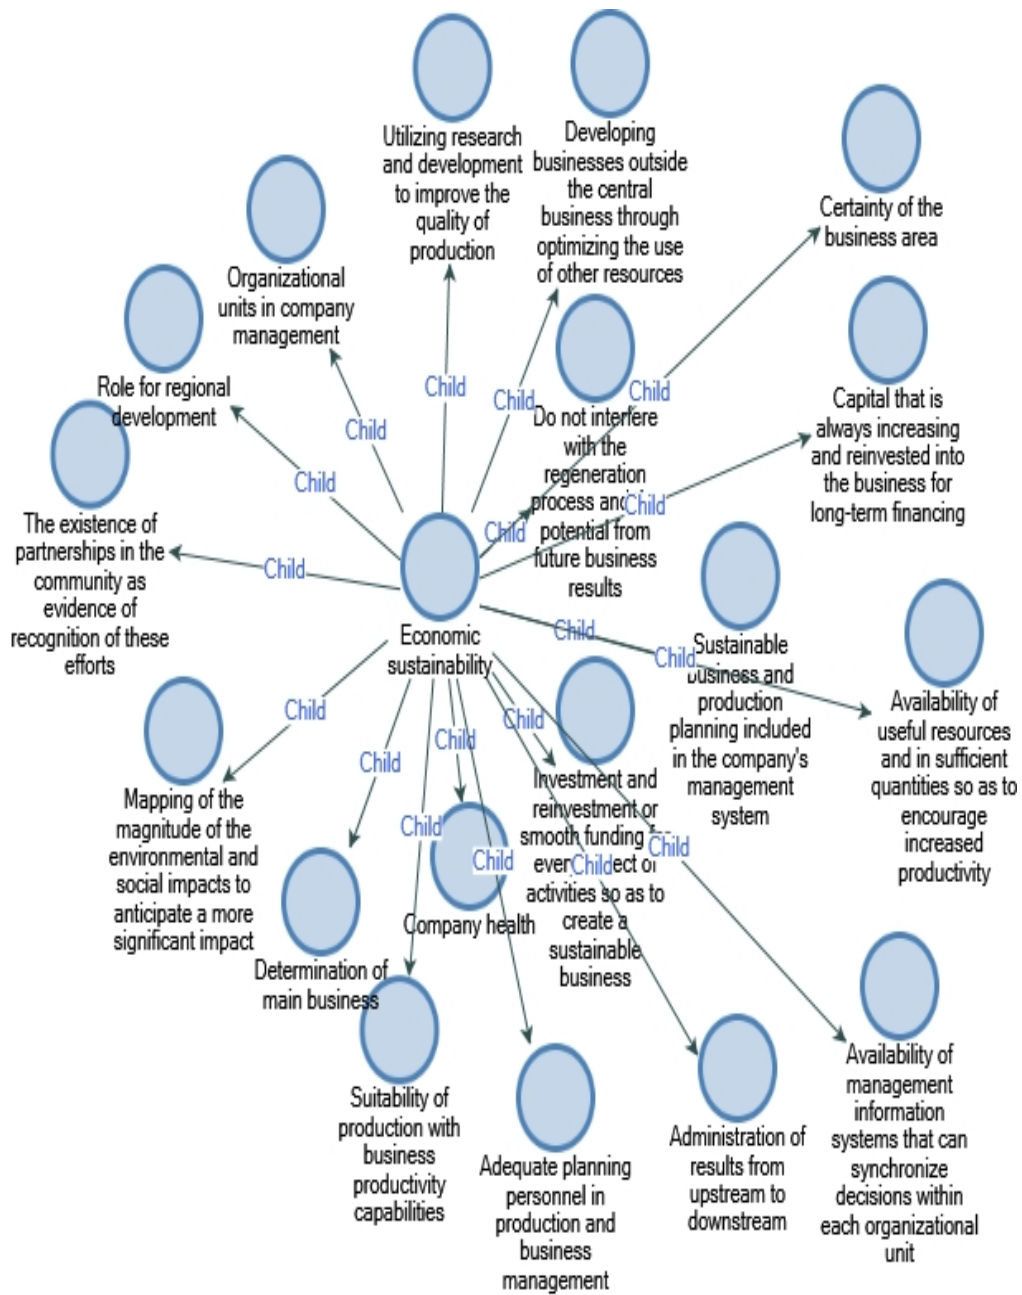 Utilizing research
and development
to improve the
quality of
production
Developing
businesses outside
the central
business through
optimizing the use
of other resources
Certainty of the
business area
Organizational
units in company
management
Role for regional
development
Capital that is
always increasing
and reinvested into
the business for
long-term financing
Do not interfere
with the
regeneration
process and
potential from
future business
results
The existence of
partnerships in the
community as
evidence of
recognition of these
efforts
Child
Child
Child
Child
Child
Child
Child
Child
Child
Economic
sustainability
Child
Child
Sustainable
business and
production
planning included
in the company's
management
system
Availability of
useful resources
and in sufficient
quantities so as to
encourage
increased
productivity
Child
Child
Child
Child
Child
Child
Child
Child
Mapping of the
magnitude of the
environmental and
social impacts to
anticipate a more
significant impact
Investment and
reinvestment or
smooth funding
activities so as to
create a
sustainable
business
Company health
Determination of
main business
Suitability of
production with
business
productivity
capabilities
Adequate planning
personnel in
production and
business
management
Administration of
results from
upstream to
downstream
Availability of
management
information
systems that can
synchronize
decisions within
each organizational
unit